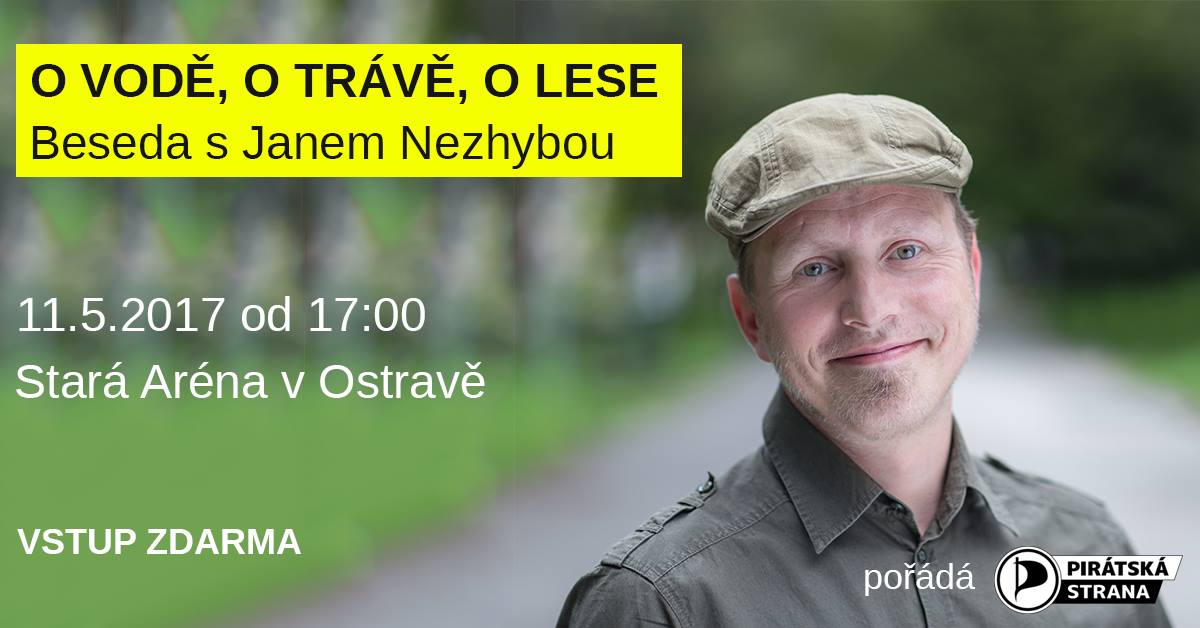 O VODĚ, O TRÁVĚ, O LESE
Beseda s Janem Nezhybou
11.5.2017 od 17:00
Stará Aréna v Ostravě
VSTUP ZDARMA
pořádá
PIRÁTSKÁ
STRANA